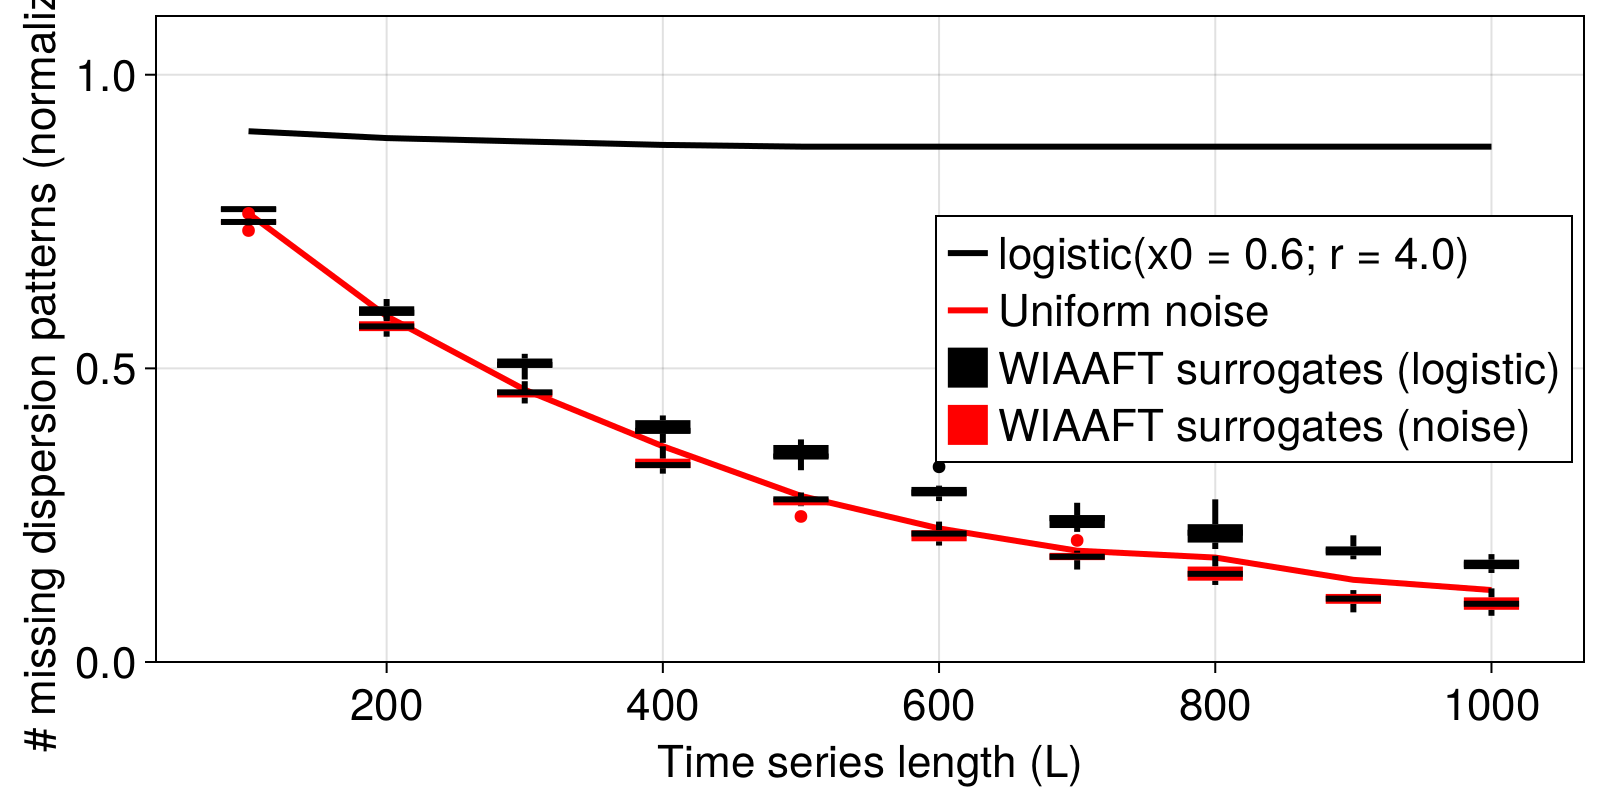 # missing dispersion patterns (normaliz
1.0
0.5
0.0
logistic(x0 = 0.6; r = 4.0)
Uniform noise
WIAAFT surrogates (logistic)
WIAAFT surrogates (noise)
200 400 600 800 1000
Time series length (L)